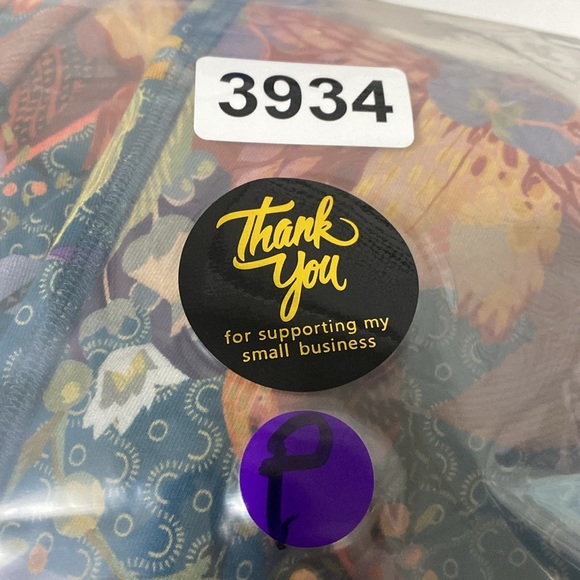 3934
Thank
You
for supporting my
small business